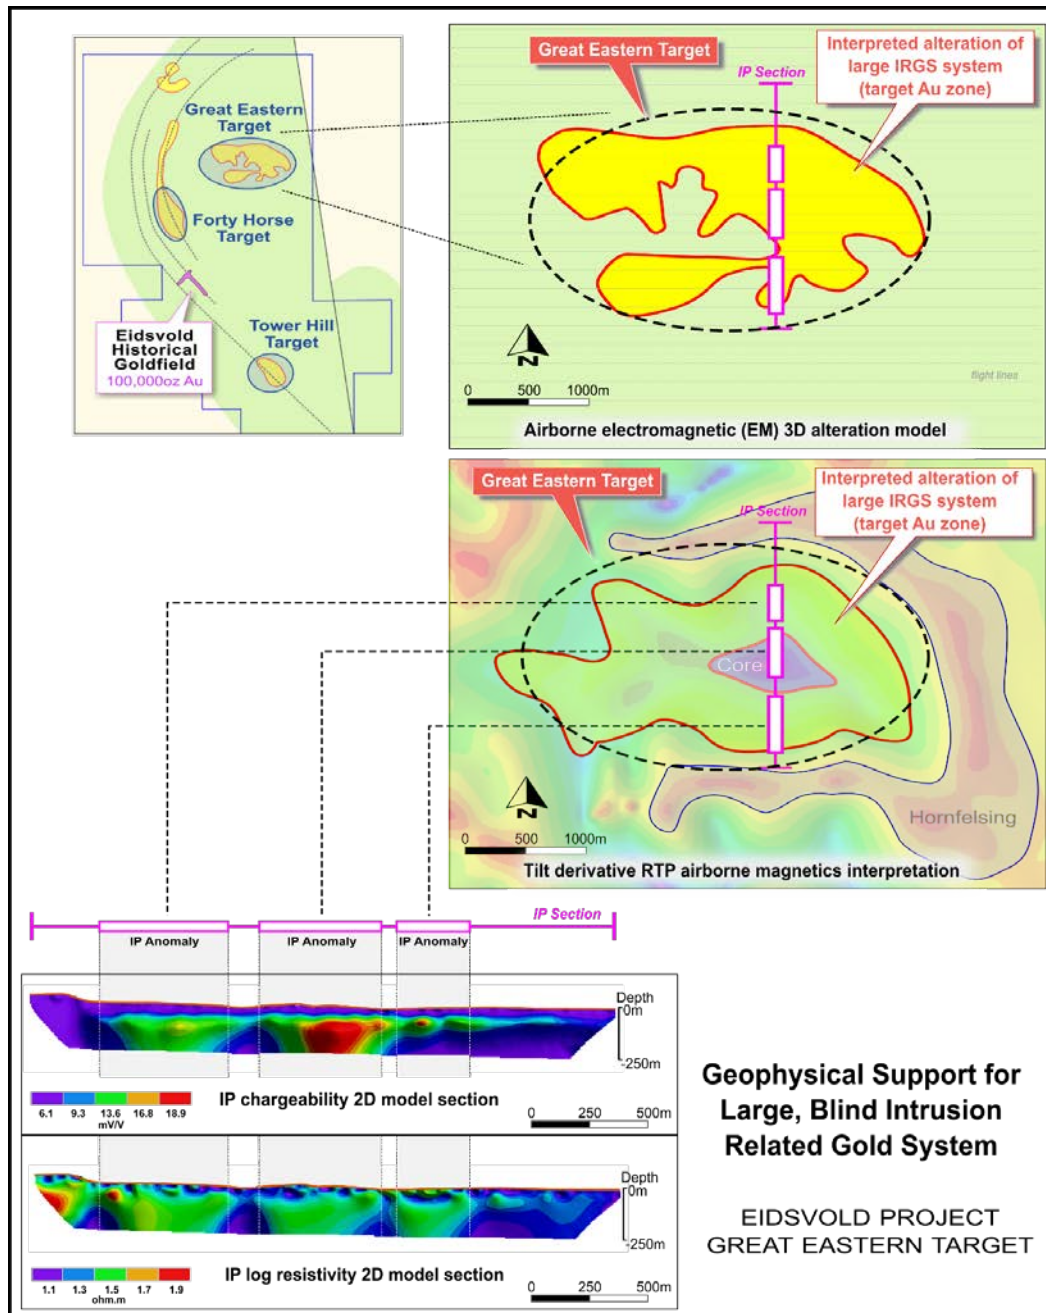 Great Eastern
Target
Forty Horse
Target
Eidsvold
Historical
Goldfield
100,000oz Au
Tower Hill
Target
Great Eastern Target
IP Section
Interpreted alteration of
large IRGS system
(target Au zone)
N
0 500 1000m
flight lines
Airborne electromagnetic (EM) 3D alteration model
Great Eastern Target
IP Section
Interpreted alteration of
large IRGS system
(target Au zone)
Core
Hornfelsing
N
0 500 1000m
Tilt derivative RTP airborne magnetics interpretation
IP Section
IP Anomaly IP Anomaly IP Anomaly
Depth
0m
-250m
6.1 9.3 13.6 16.8 18.9
mV/V
IP chargeability 2D model section
0 250 500m
Depth
0m
-250m
1.1 1.3 1.5 1.7 1.9
ohm.m
IP log resistivity 2D model section
0 250 500m
Geophysical Support for
Large, Blind Intrusion
Related Gold System
EIDSVOLD PROJECT
GREAT EASTERN TARGET